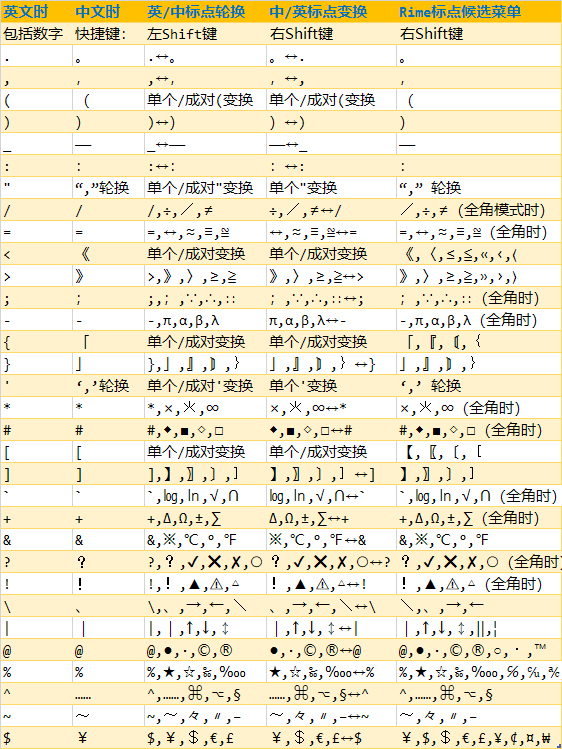 英文时 中文时 英/中标点轮换 中/英标点变换 Rime标点候选菜单
包括数字 快捷键: 左Shift键 右Shift键 右Shift键
. 。 .↔。 。↔. 。
, ， ,↔， ，↔, ，
( （ 单个/成对(变换 单个/成对(变换 （
) ） )↔） ）↔) ）
_ —— _↔—— ——↔_ ——
: ： :↔： ：↔: ：
" “,”轮换 单个/成对"变换 单个"变换 “,” 轮换
/ / /,÷,／,≠ ÷,／,≠↔/ ／,÷,≠ (全角模式时)
= = =,↔,≈,≡,≌ ↔,≈,≡,≌↔= =,↔,≈,≡,≌ (全角时)
< 《 单个/成对变换 单个/成对变换 《,〈,≤,≦,«,‹,⟨
> 》 >,》,〉,≥,≧ 》,〉,≥,≧↔> 》,〉,≥,≧,»,›,⟩
; ； ;,；,∵,∴,∷ ；,∵,∴,∷↔; ；,∵,∴,∷ (全角时)
- - -,π,α,β,λ π,α,β,λ↔- -,π,α,β,λ (全角时)
{ 「 单个/成对变换 单个/成对变换 「,『,〘,｛
} 」 },」,』,〙,｝ 」,』,〙,｝↔} 」,』,〙,｝
' ‘,’轮换 单个/成对'变换 单个'变换 ‘,’ 轮换
* * *,×,火,∞ ×,火,∞↔* ×,火,∞ (全角时)
# # #,◆,■,◇,□ ◆,■,◇,□↔# #,◆,■,◇,□ (全角时)
[ [ 单个/成对变换 单个/成对变换 【,〖,〔,［
] ] ],】,〗,〕,］ 】,〗,〕,］↔] 】,〗,〕,］
` ` `,㏒,㏑,√,∩ ㏒,㏑,√,∩↔` `,㏒,㏑,√,∩ (全角时)
+ + +,Δ,Ω,±,∑ Δ,Ω,±,∑↔+ +,Δ,Ω,±,∑ (全角时)
& & &,※,℃,°,℉ ※,℃,°,℉↔& &,※,℃,°,℉
? ？ ?,？,✔,❌,✘,○ ？,✔,❌,✘,○↔? ？,✔,❌,✘,○ (全角时)
! ！ !,！,▲,⚠,△ ！,▲,⚠,△↔! ！,▲,⚠,△ (全角时)
\ 、 \,、,→,←,＼ 、,→,←,＼↔\ ＼,、,→,←
| ｜ |,｜,↑,↓,↕ ｜,↑,↓,↕↔| ｜,↑,↓,↕,‖,¦
@ @ @,●,·,©,® ●,·,©,®↔@ @,●,·,©,®,○,・,™
% % %,★,☆,‰,‱ ★,☆,‰,‱↔% %,★,☆,‰,‱,℅,℆,℀
^ …… ^,……,⌘,⌥,§ ……,⌘,⌥,§↔^ ^,……,⌘,⌥,§
~ ～ ~,～,々,〃,– ～,々,〃,–↔~ ～,々,〃,–
$ ￥ $,￥,＄,€,£ ￥,＄,€,£↔$ ￥,$,＄,€,£,¥,¢,¤,₩